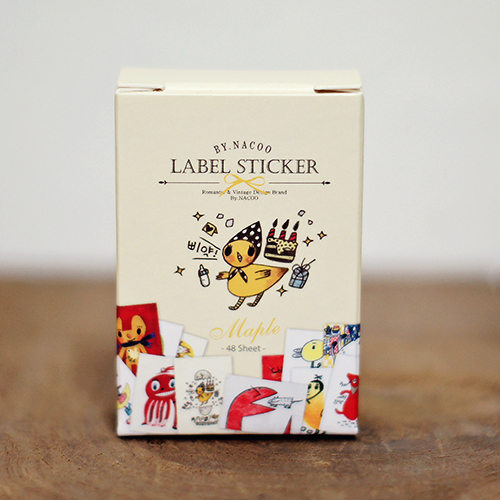 BY.NACOO
LABEL STICKER
Romantic & Vintage Design Brand
By.NACOO
삐약!
Maple
- 48 Sheet -